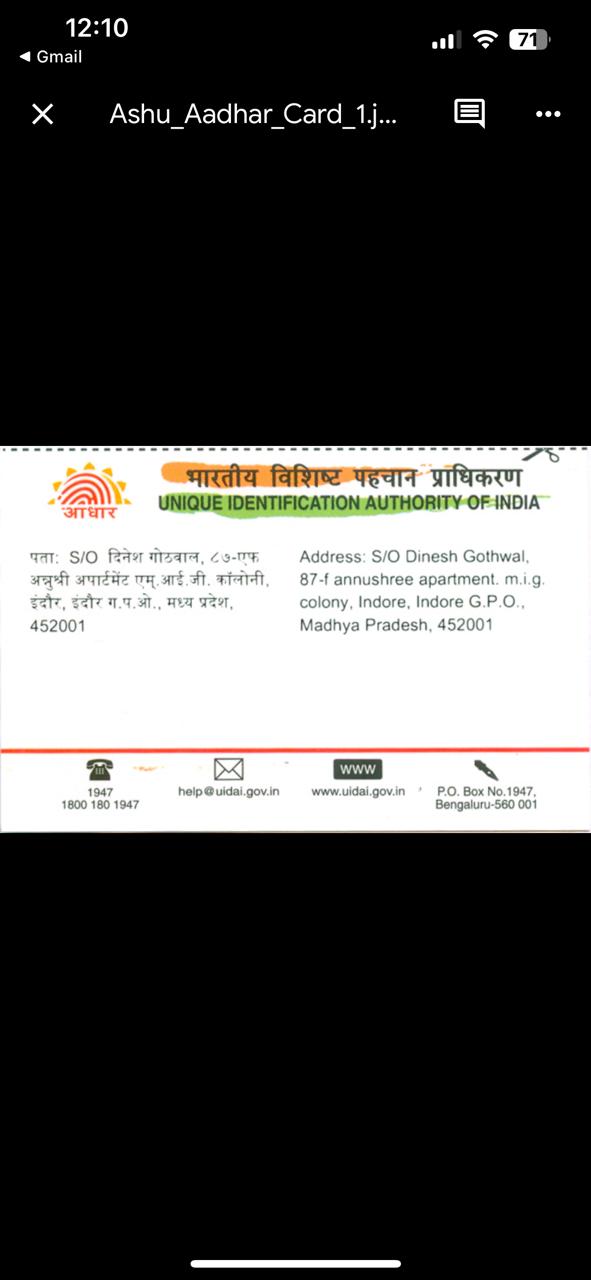 12:10
71
◀ Gmail
Ashu_Aadhar_Card_1.j...
भारतीय विशिष्ट पहचान प्राधिकरण
UNIQUE IDENTIFICATION AUTHORITY OF INDIA
आधार
पता: S/O दिनेश गोठवाल, ८७-एफ
अन्नुश्री अपार्टमेंट एम्.आई.जी. कॉलोनी,
इंदौर, इंदौर ग.प.ओ., मध्य प्रदेश,
452001
Address: S/O Dinesh Gothwal,
87-f annushree apartment. m.i.g.
colony, Indore, Indore G.P.O.,
Madhya Pradesh, 452001
1947
1800 180 1947
help@uidai.gov.in
www
www.uidai.gov.in
P.O. Box No.1947,
Bengaluru-560 001